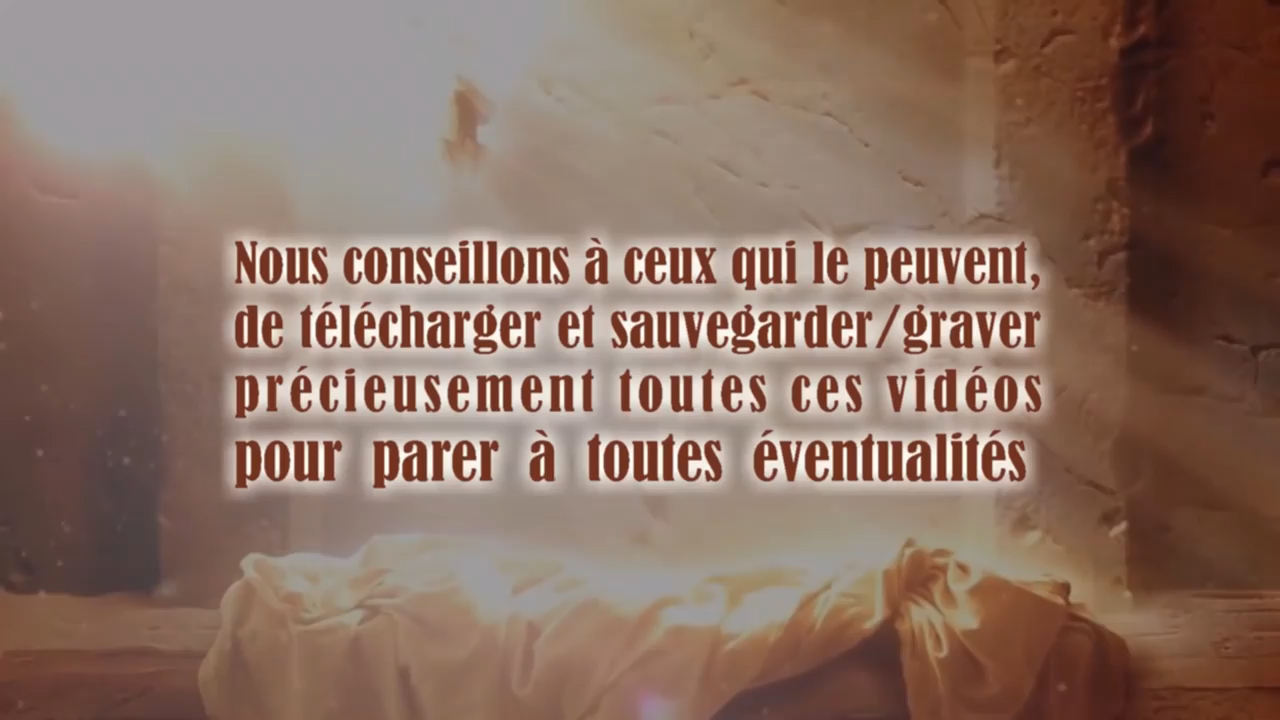 Nous conseillons à ceux qui le peuvent,
de télécharger et sauvegarder/graver
précieusement toutes ces vidéos
pour parer à toutes éventualités